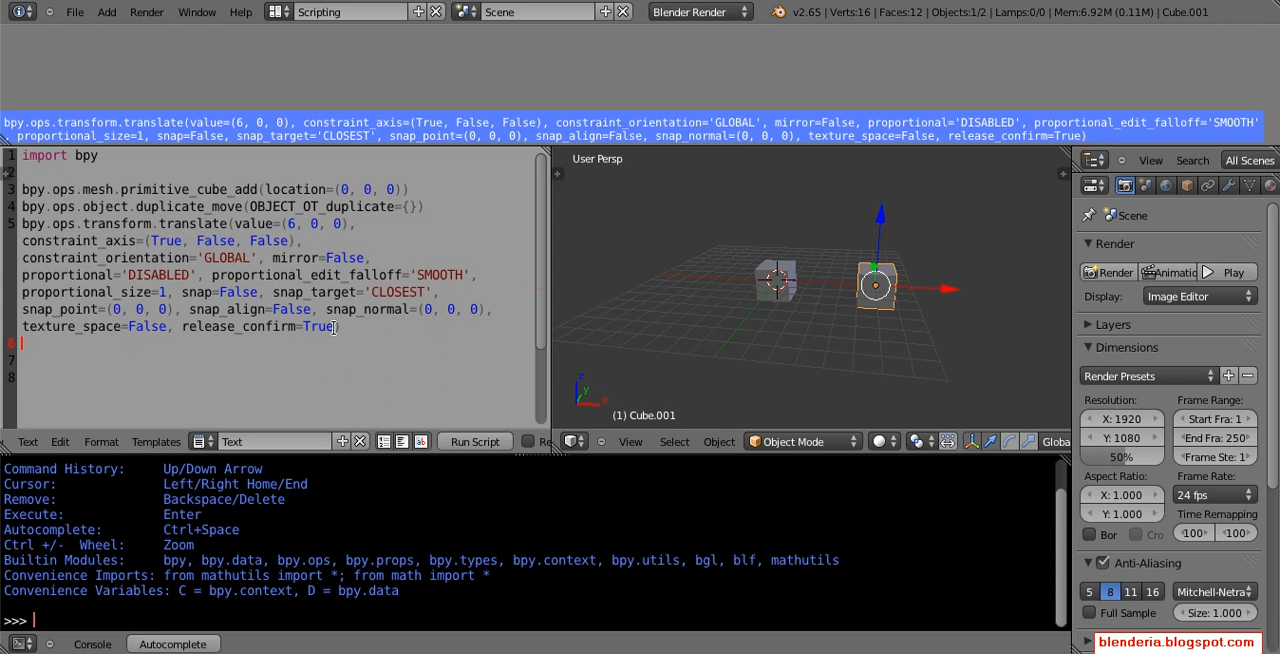 File Add Render Window Help Scripting Scene Blender Render v2.65 | Verts:16 | Faces:12 | Objects:1/2 | Lamps:0/0 | Mem:6.92M (0.11M) | Cube.001
bpy.ops.transform.translate(value=(6, 0, 0), constraint_axis=(True, False, False), constraint_orientation='GLOBAL', mirror=False, proportional='DISABLED', proportional_edit_falloff='SMOOTH'
, proportional_size=1, snap=False, snap_target='CLOSEST', snap_point=(0, 0, 0), snap_align=False, snap_normal=(0, 0, 0), texture_space=False, release_confirm=True)
1 import bpy
2
3 bpy.ops.mesh.primitive_cube_add(location=(0, 0, 0))
4 bpy.ops.object.duplicate_move(OBJECT_OT_duplicate={})
5 bpy.ops.transform.translate(value=(6, 0, 0),
constraint_axis=(True, False, False),
constraint_orientation='GLOBAL', mirror=False,
proportional='DISABLED', proportional_edit_falloff='SMOOTH',
proportional_size=1, snap=False, snap_target='CLOSEST',
snap_point=(0, 0, 0), snap_align=False, snap_normal=(0, 0, 0),
texture_space=False, release_confirm=True)
6
7
8
Text Edit Format Templates Text Run Script Re
User Persp
z
y
x
(1) Cube.001
View Select Object Object Mode Globa
Command History: Up/Down Arrow
Cursor: Left/Right Home/End
Remove: Backspace/Delete
Execute: Enter
Autocomplete: Ctrl+Space
Ctrl +/- Wheel: Zoom
Builtin Modules: bpy, bpy.data, bpy.ops, bpy.props, bpy.types, bpy.context, bpy.utils, bgl, blf, mathutils
Convenience Imports: from mathutils import *; from math import *
Convenience Variables: C = bpy.context, D = bpy.data
>>>
Console Autocomplete
View Search All Scenes
Scene
Render
Render Animatic Play
Display: Image Editor
Layers
Dimensions
Render Presets
Resolution: Frame Range:
X: 1920 Start Fra: 1
Y: 1080 End Fra: 250
50% Frame Ste: 1
Aspect Ratio: Frame Rate:
X: 1.000 24 fps
Y: 1.000 Time Remapping
Bor Cro 100 100
Anti-Aliasing
5 8 11 16 Mitchell-Netra
Full Sample Size: 1.000
blenderia.blogspot.com